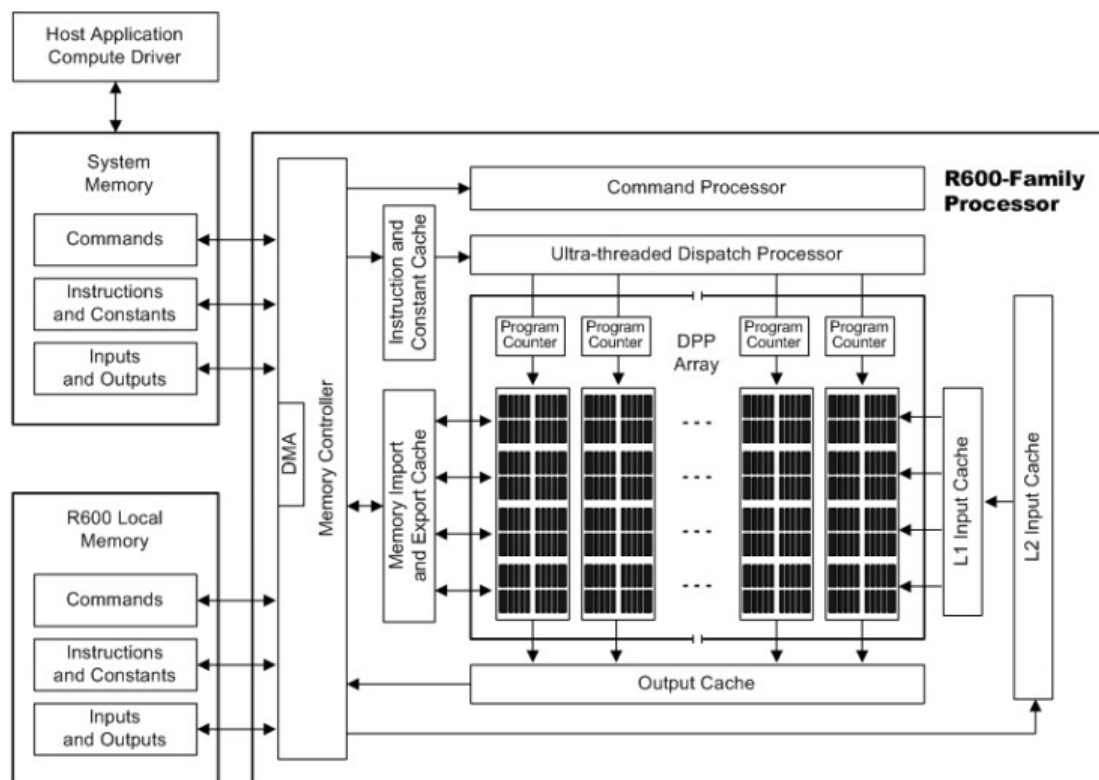 Host Application
Compute Driver
System
Memory
Commands
Instructions
and Constants
Inputs
and Outputs
R600 Local
Memory
Commands
Instructions
and Constants
Inputs
and Outputs
DMA
Memory Controller
R600-Family
Processor
Command Processor
Instruction and
Constant Cache
Ultra-threaded Dispatch Processor
Program
Counter
Program
Counter
DPP
Array
Program
Counter
Program
Counter
Memory Import
and Export Cache
L1 Input Cache
L2 Input Cache
Output Cache